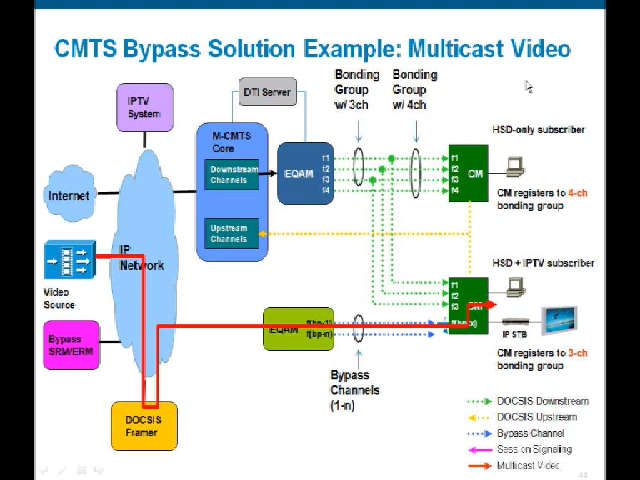 CMTS Bypass Solution Example: Multicast Video
Bonding
Group
w/ 3ch
Bonding
Group
w/ 4ch
DTI Server
IPTV
System
HSD-only subscriber
M-CMTS
Core
Downstream
Channels
EQAM
f1
f2
f3
f4
f1
f2
f3
f4
CM
Internet
CM registers to 4-ch
bonding group
Upstream
Channels
IP
Network
HSD + IPTV subscriber
Video
Source
f1
f2
f3
CM
EQAM
f(bp-1)
f(bp-n)
IP STB
Bypass
SRM/ERM
CM registers to 3-ch
bonding group
Bypass
Channels
(1-n)
DOCSIS
Framer
DOCSIS Downstream
DOCSIS Upstream
Bypass Channel
Session Signaling
Multicast Video